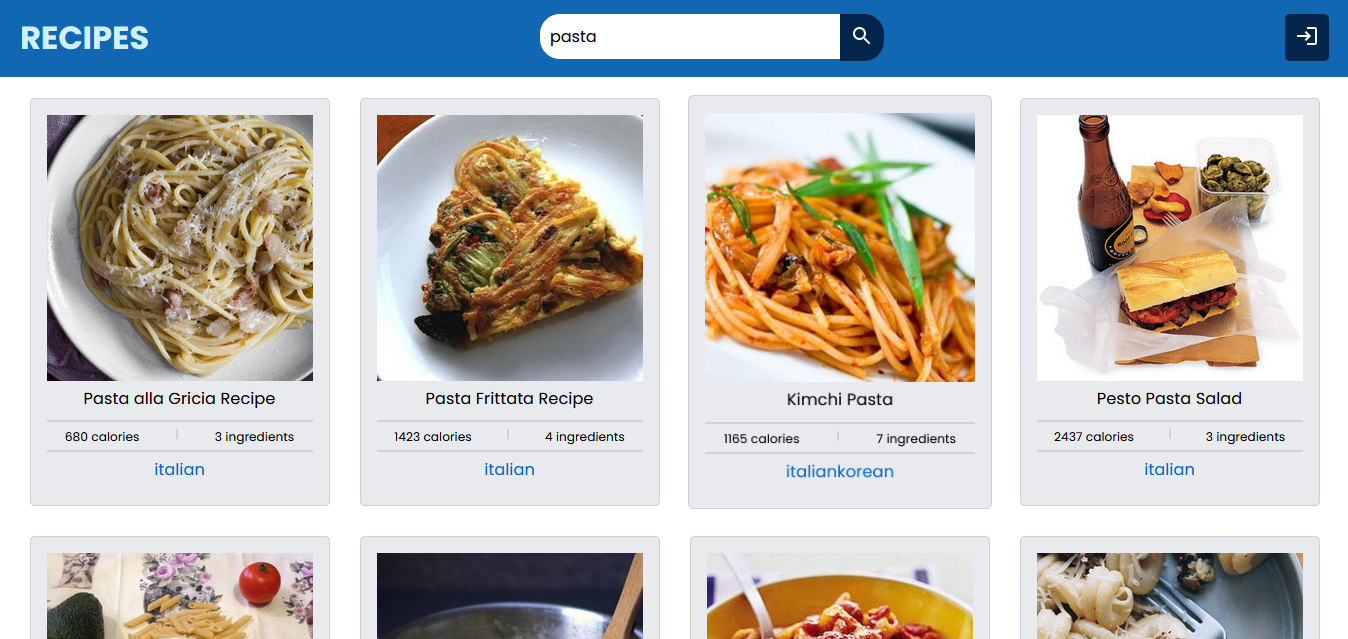 RECIPES
pasta
Pasta alla Gricia Recipe
680 calories | 3 ingredients
italian
Pasta Frittata Recipe
1423 calories | 4 ingredients
italian
Kimchi Pasta
1165 calories | 7 ingredients
italiankorean
Pesto Pasta Salad
2437 calories | 3 ingredients
italian